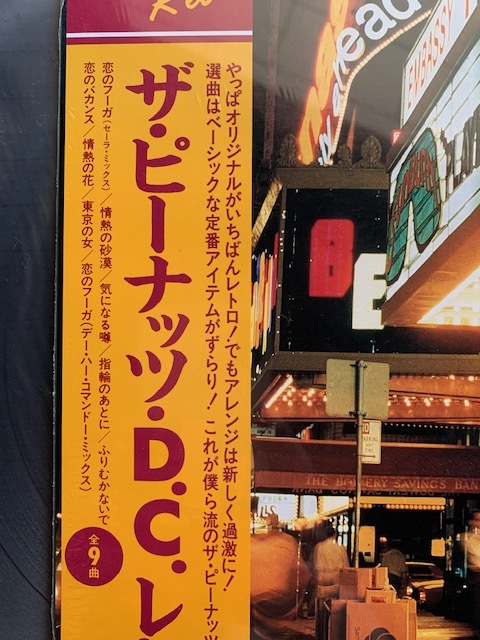 やっぱオリジナルがいちばんレトロ!でもアレンジは新しく過激に!
選曲はベーシックな定番アイテムがずらり! これが僕ら流のザ・ピーナッツ
ザ・ピーナッツ・D.C.レ
恋のフーガ(セーラ・ミックス)/情熱の砂漠/気になる噂/指輪のあとに/ふりむかないで
恋のバカンス/情熱の花/東京の女/恋のフーガ(デー・ハー・コマンドー・ミックス)
全9曲
ahead
EMBASSY
PLAY
BE
THE BOWERY SAVINGS BAN